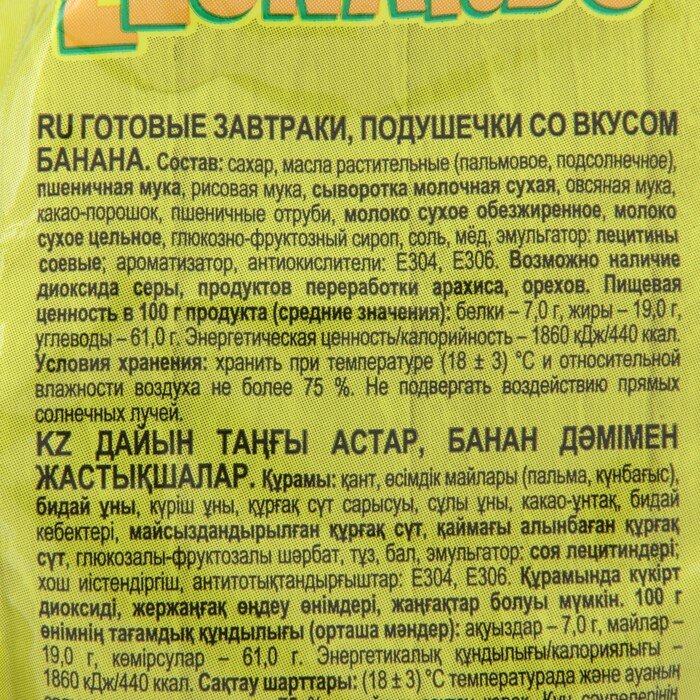 RU ГОТОВЫЕ ЗАВТРАКИ, ПОДУШЕЧКИ СО ВКУСОМ
БАНАНА. Состав: сахар, масла растительные (пальмовое, подсолнечное),
пшеничная мука, рисовая мука, сыворотка молочная сухая, овсяная мука,
какао-порошок, пшеничные отруби, молоко сухое обезжиренное, молоко
сухое цельное, глюкозно-фруктозный сироп, соль, мёд, эмульгатор: лецитины
соевые; ароматизатор, антиокислители: Е304, Е306. Возможно наличие
диоксида серы, продуктов переработки арахиса, орехов. Пищевая
ценность в 100 г продукта (средние значения): белки – 7,0 г, жиры – 19,0 г,
углеводы – 61,0 г. Энергетическая ценность/калорийность – 1860 кДж/440 ккал.
Условия хранения: хранить при температуре (18 ± 3) °С и относительной
влажности воздуха не более 75 %. Не подвергать воздействию прямых
солнечных лучей.
KZ ДАЙЫН ТАҢҒЫ АСТАР, БАНАН ДӘМІМЕН
ЖАСТЫҚШАЛАР. Құрамы: қант, өсімдік майлары (пальма, күнбағыс),
бидай ұны, күріш ұны, құрғақ сүт сарысуы, сұлы ұны, какао-ұнтақ, бидай
кебектері, майсыздандырылған құрғақ сүт, қаймағы алынбаған құрғақ
сүт, глюкозалы-фруктозалы шәрбат, тұз, бал, эмульгатор: соя лецитиндері;
хош иістендіргіш, антитотықтандырғыштар: Е304, Е306. Құрамында күкірт
диоксиді, жержаңғақ өңдеу өнімдері, жаңғақтар болуы мүмкін. 100 г
өнімнің тағамдық құндылығы (орташа мәндер): ақуыздар – 7,0 г, майлар –
19,0 г, көмірсулар – 61,0 г. Энергетикалық құндылығы/калориялығы –
1860 кДж/440 ккал. Сақтау шарттары: (18 ± 3) °С температурада және ауаның